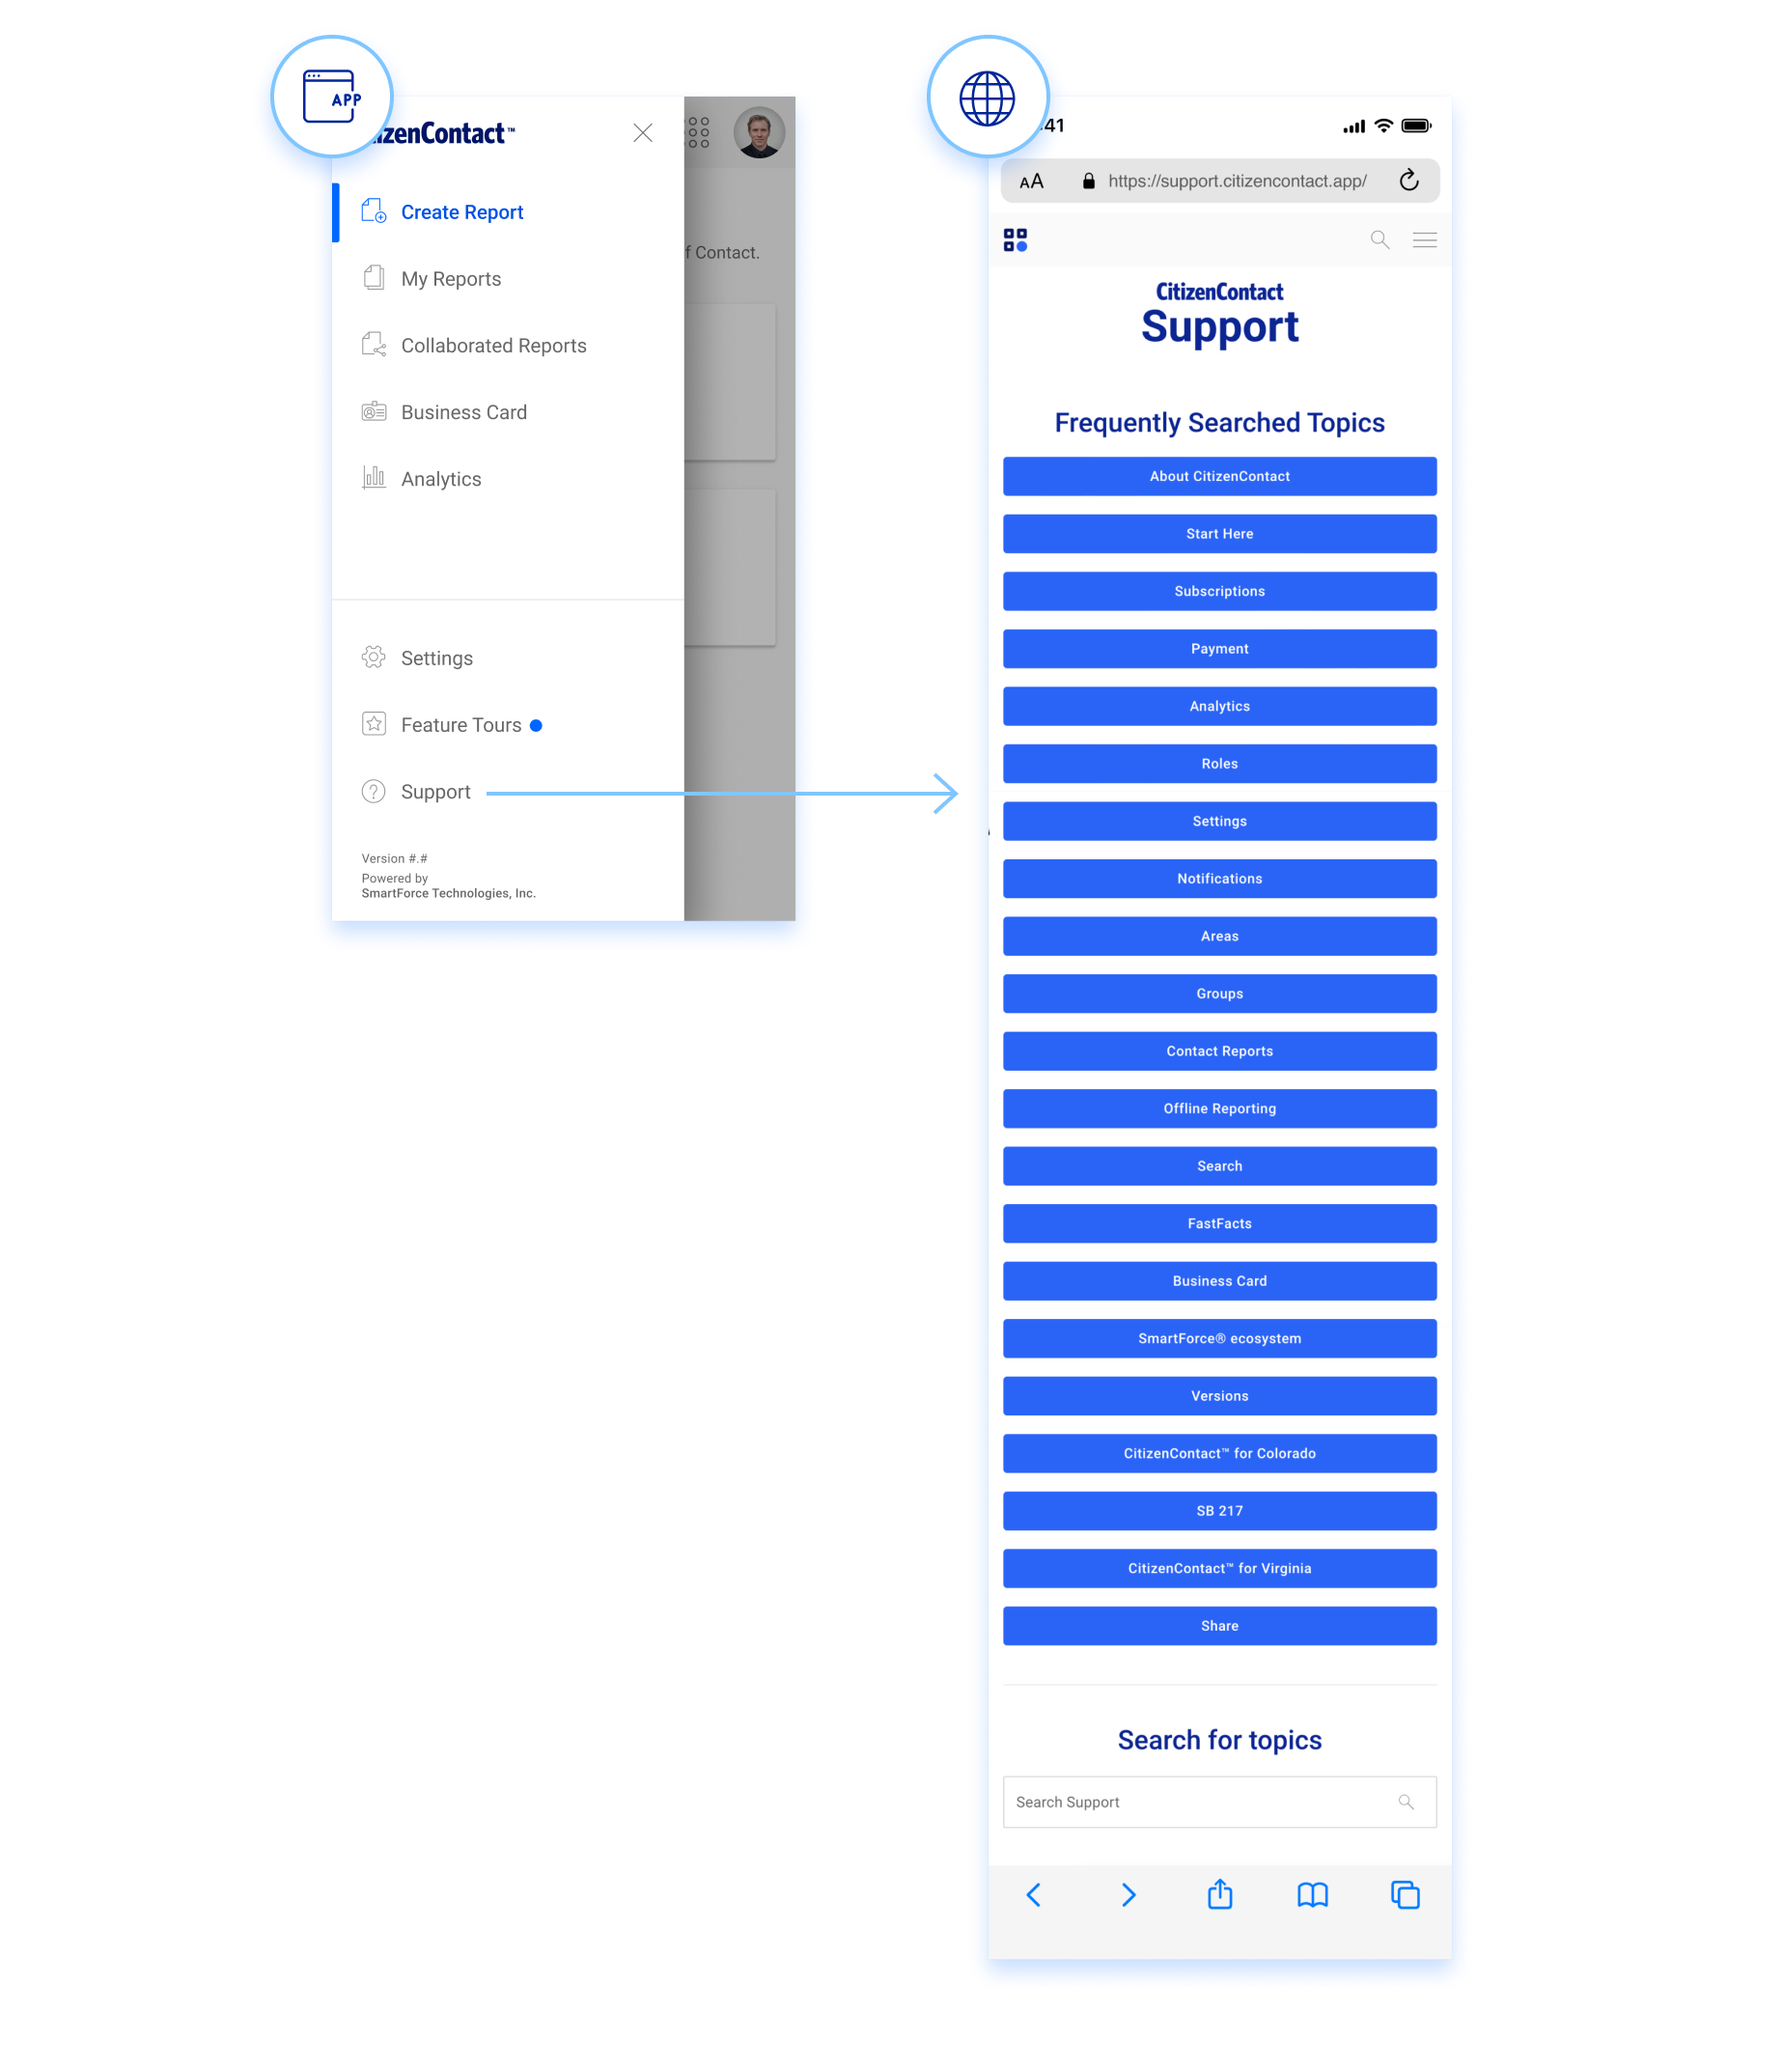 APP
izenContact™
Create Report
My Reports
Collaborated Reports
Business Card
Analytics
Settings
Feature Tours
Support
Version #.#
Powered by
SmartForce Technologies, Inc.
f Contact.
41
AA
https://support.citizencontact.app/
CitizenContact
Support
Frequently Searched Topics
About CitizenContact
Start Here
Subscriptions
Payment
Analytics
Roles
Settings
Notifications
Areas
Groups
Contact Reports
Offline Reporting
Search
FastFacts
Business Card
SmartForce® ecosystem
Versions
CitizenContact™ for Colorado
SB 217
CitizenContact™ for Virginia
Share
Search for topics
Search Support